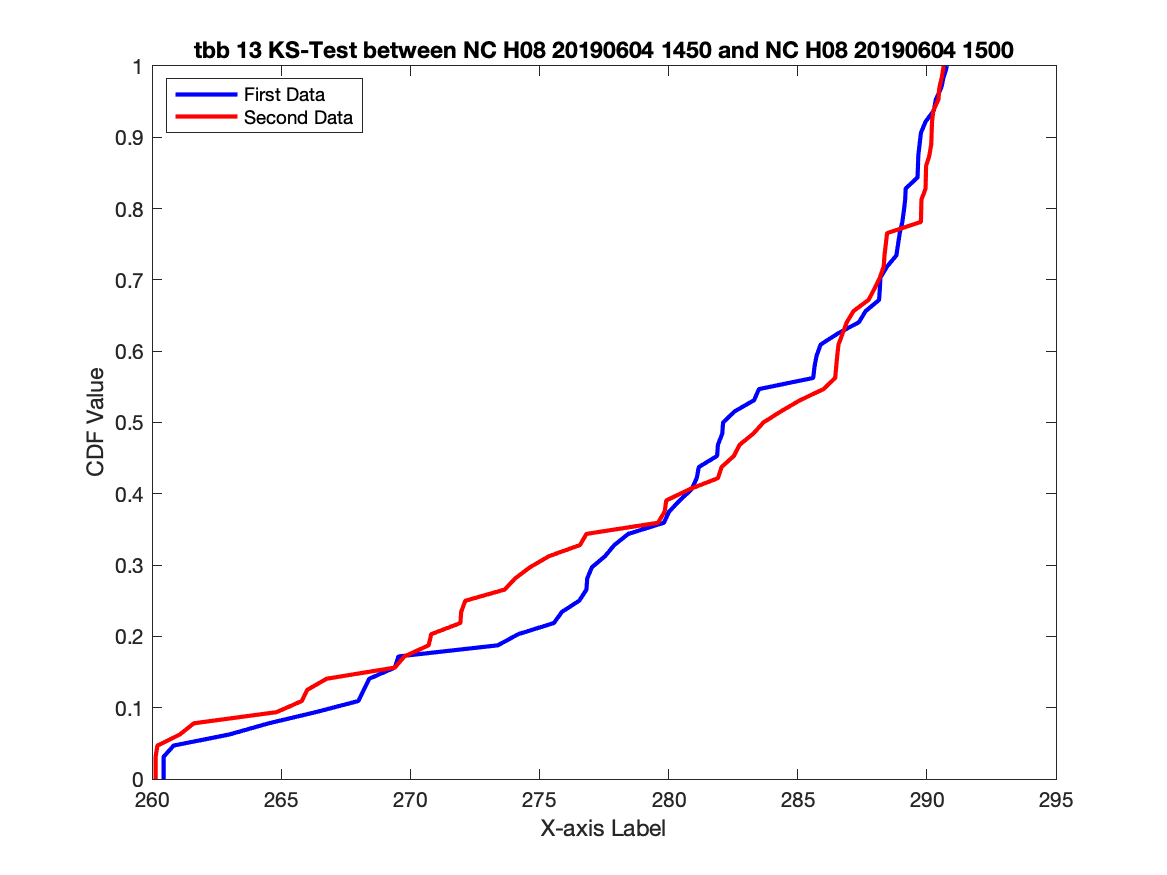 tbb 13 KS-Test between NC H08 20190604 1450 and NC H08 20190604 1500
First Data
Second Data
CDF Value
1
0.9
0.8
0.7
0.6
0.5
0.4
0.3
0.2
0.1
0
260 265 270 275 280 285 290 295
X-axis Label